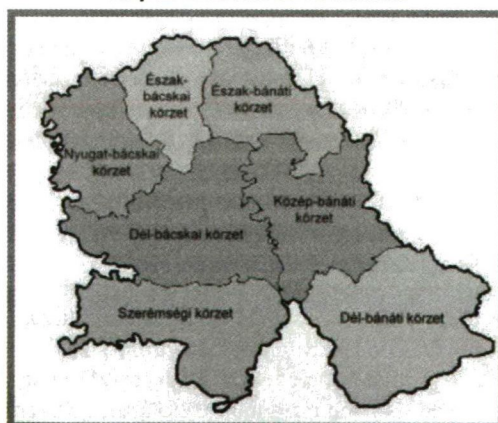 Észak-
bácskai
körzet
Észak-bánáti
körzet
Nyugat-bácskai
körzet
Közép-bánáti
körzet
Dél-bácskai körzet
Szerémségi körzet
Dél-bánáti körzet